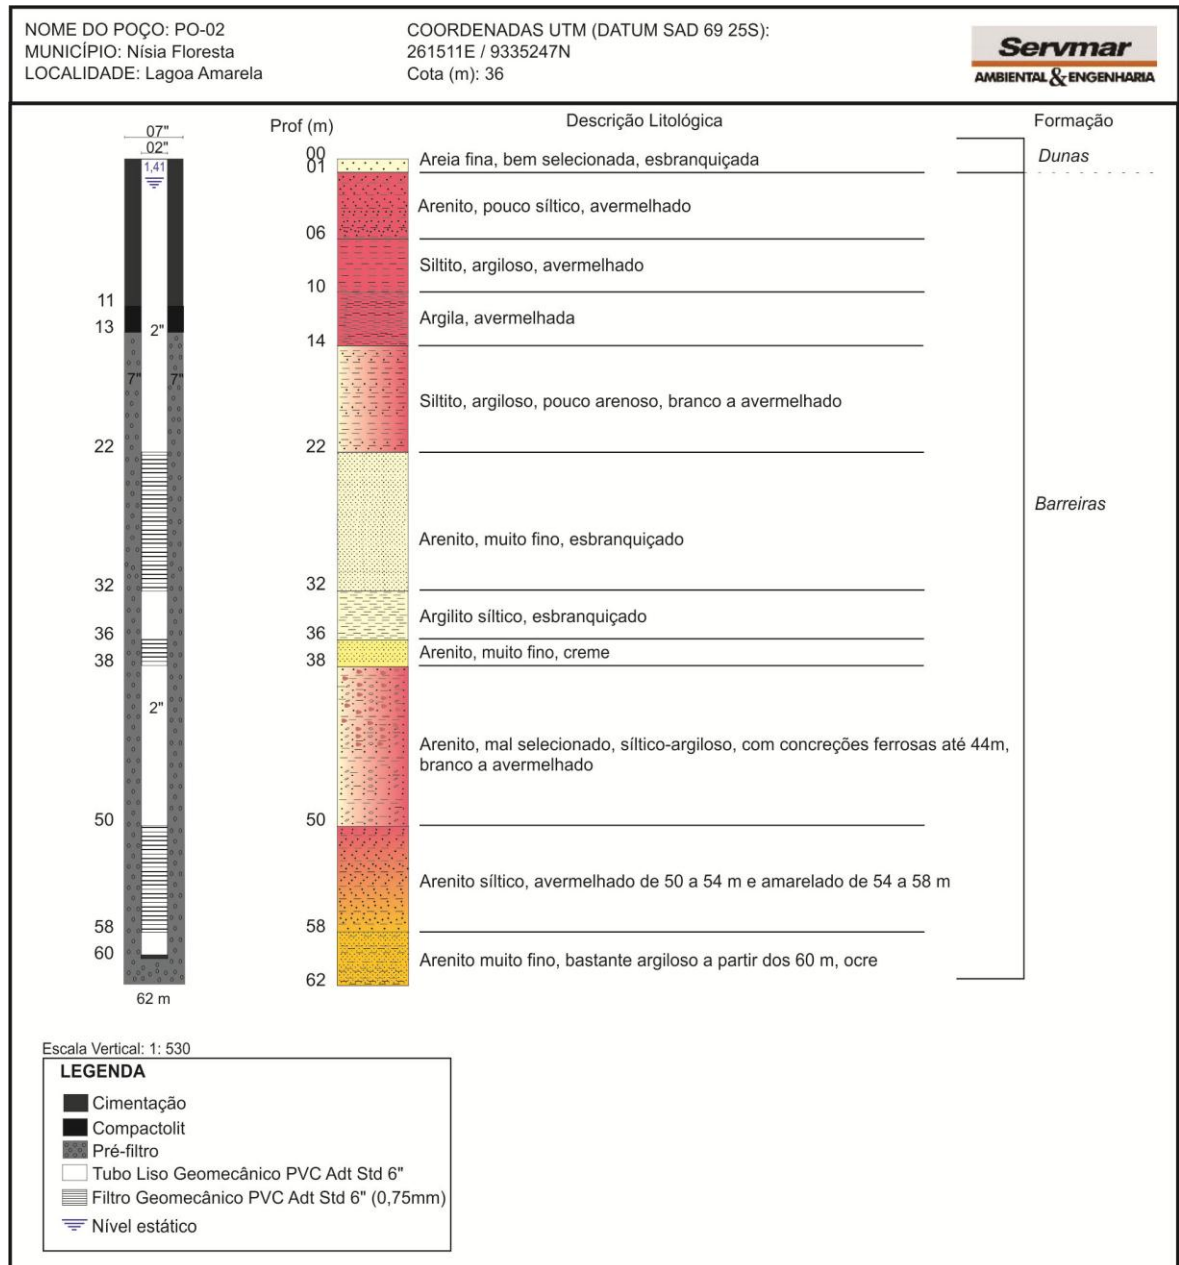 NOME DO POÇO: PO-02
MUNICÍPIO: Nísia Floresta
LOCALIDADE: Lagoa Amarela
COORDENADAS UTM (DATUM SAD 69 25S):
261511E / 9335247N
Cota (m): 36
Servmar
AMBIENTAL & ENGENHARIA
07"
02"
1,41
11
13
2"
7"
7"
22
32
36
38
2"
50
58
60
62 m
Prof (m)
00
01
06
10
14
22
32
36
38
50
58
62
Descrição Litológica
Areia fina, bem selecionada, esbranquiçada
Arenito, pouco síltico, avermelhado
Siltito, argiloso, avermelhado
Argila, avermelhada
Siltito, argiloso, pouco arenoso, branco a avermelhado
Arenito, muito fino, esbranquiçado
Argilito síltico, esbranquiçado
Arenito, muito fino, creme
Arenito, mal selecionado, síltico-argiloso, com concreções ferrosas até 44m,
branco a avermelhado
Arenito síltico, avermelhado de 50 a 54 m e amarelado de 54 a 58 m
Arenito muito fino, bastante argiloso a partir dos 60 m, ocre
Formação
Dunas
Barreiras
Escala Vertical: 1: 530
LEGENDA
Cimentação
Compactolit
Pré-filtro
Tubo Liso Geomecânico PVC Adt Std 6"
Filtro Geomecânico PVC Adt Std 6" (0,75mm)
Nível estático